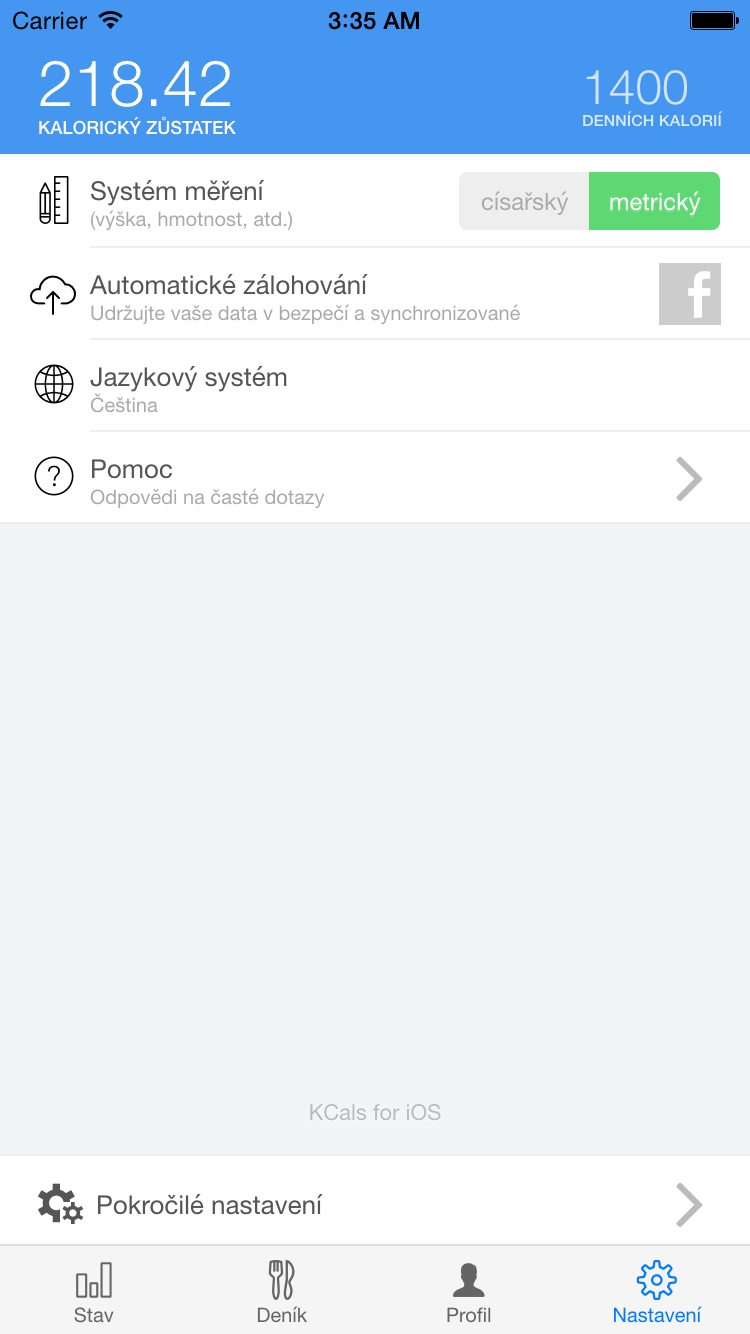 Carrier 3:35 AM
218.42 1400
KALORICKÝ ZŮSTATEK DENNÍCH KALORIÍ
Systém měření
(výška, hmotnost, atd.)
císařský metrický
Automatické zálohování
Udržujte vaše data v bezpečí a synchronizované
f
Jazykový systém
Čeština
?
Pomoc
Odpovědi na časté dotazy
KCals for iOS
Pokročilé nastavení
Stav Deník Profil Nastavení